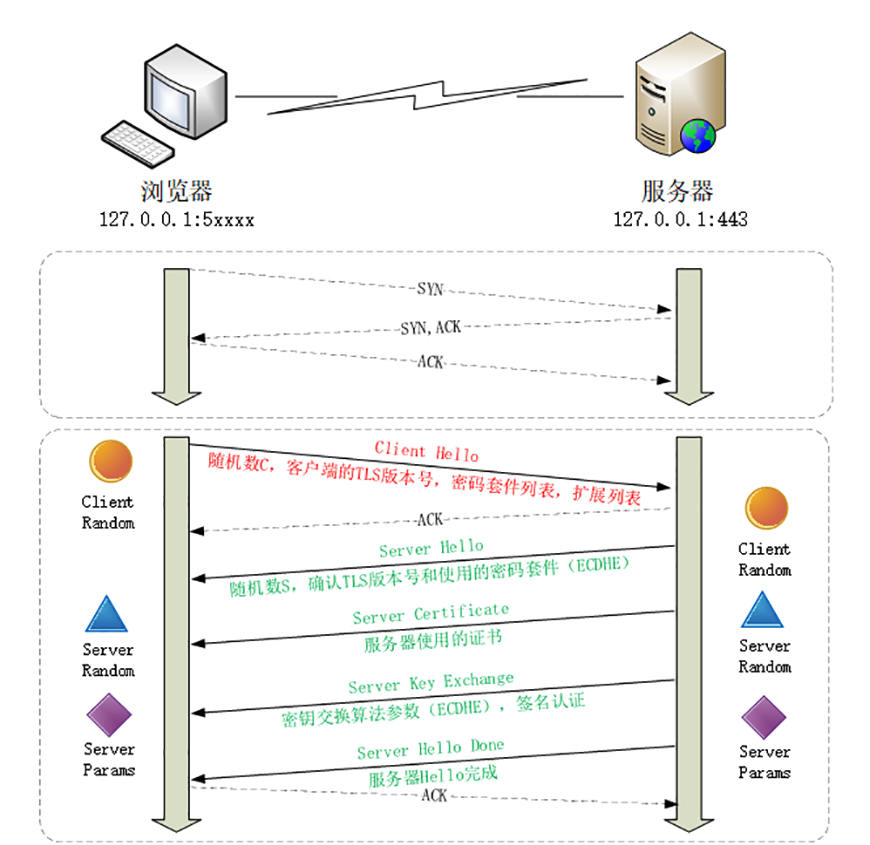 浏览器
127.0.0.1:5xxxx
服务器
127.0.0.1:443
SYN
SYN,ACK
ACK
Client Hello
随机数C，客户端的TLS版本号，密码套件列表，扩展列表
Client
Random
ACK
Client
Random
Server Hello
随机数S，确认TLS版本号和使用的密码套件（ECDHE）
Server Certificate
服务器使用的证书
Server
Random
Server
Random
Server Key Exchange
密钥交换算法参数（ECDHE），签名认证
Server
Params
Server
Params
Server Hello Done
服务器Hello完成
ACK